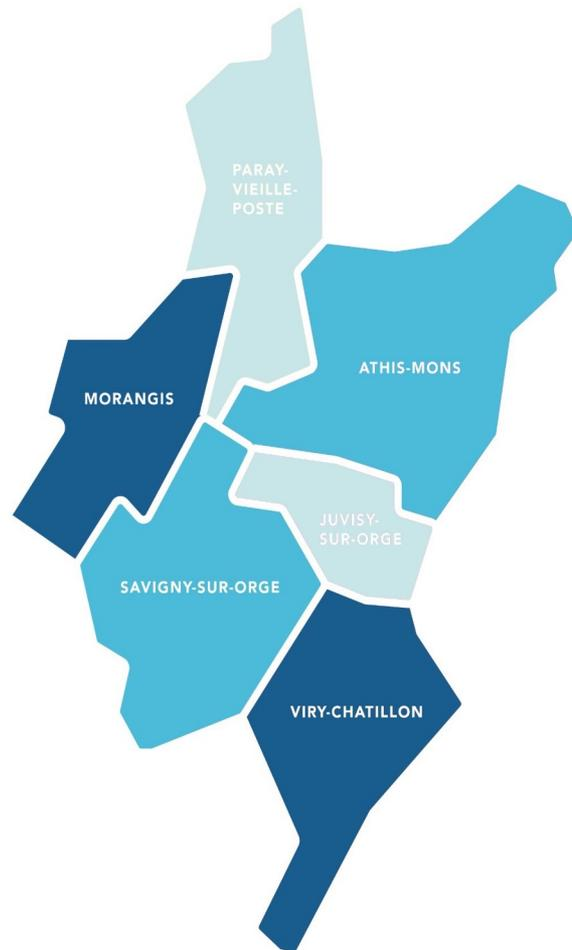 PARAY-
VIEILLE-
POSTE
ATHIS-MONS
MORANGIS
JUVISY-
SUR-ORGE
SAVIGNY-SUR-ORGE
VIRY-CHATILLON